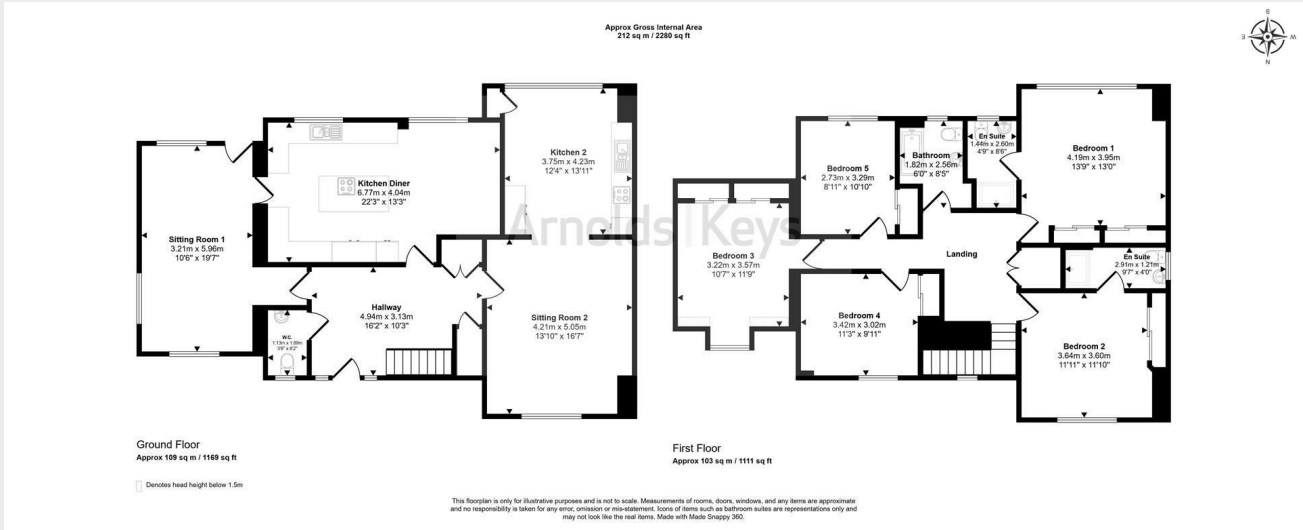 Approx Gross Internal Area
212 sq m / 2280 sq ft
S
E
W
N
Kitchen 2
3.75m x 4.23m
12'4" x 13'11"
Kitchen Diner
6.77m x 4.04m
22'3" x 13'3"
Sitting Room 1
3.21m x 5.96m
10'6" x 19'7"
Hallway
4.94m x 3.13m
16'2" x 10'3"
W.C.
Sitting Room 2
4.21m x 5.05m
13'10" x 16'7"
Ground Floor
Approx 109 sq m / 1169 sq ft
Denotes head height below 1.5m
Arnolds Keys
En Suite
1.44m x 2.60m
4'9" x 8'6"
Bedroom 1
4.19m x 3.95m
13'9" x 13'0"
Bathroom
1.82m x 2.56m
6'0" x 8'5"
Bedroom 5
2.73m x 3.29m
8'11" x 10'10"
Bedroom 3
3.22m x 3.57m
10'7" x 11'9"
Landing
En Suite
2.91m x 1.21m
9'7" x 4'0"
Bedroom 4
3.42m x 3.02m
11'3" x 9'11"
Bedroom 2
3.64m x 3.60m
11'11" x 11'10"
First Floor
Approx 103 sq m / 1111 sq ft
This floorplan is only for illustrative purposes and is not to scale. Measurements of rooms, doors, windows, and any items are approximate
and no responsibility is taken for any error, omission or mis-statement. Icons of items such as bathroom suites are representations only and
may not look like the real items. Made with Made Snappy 360.